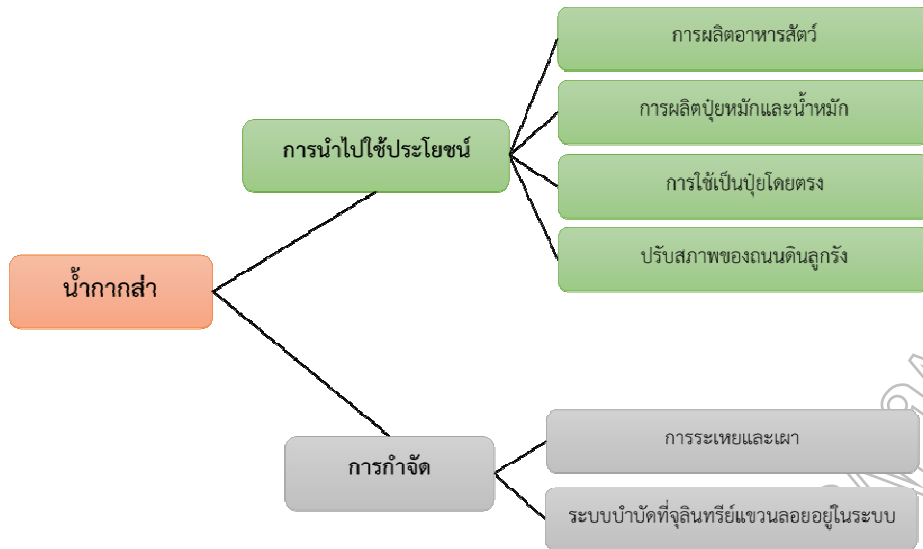 น้ำกากส่า
การนำไปใช้ประโยชน์
การผลิตอาหารสัตว์
การผลิตปุ๋ยหมักและน้ำหมัก
การใช้เป็นปุ๋ยโดยตรง
ปรับสภาพของถนนดินลูกรัง
การกำจัด
การระเหยและเผา
ระบบบำบัดที่จุลินทรีย์แขวนลอยอยู่ในระบบ